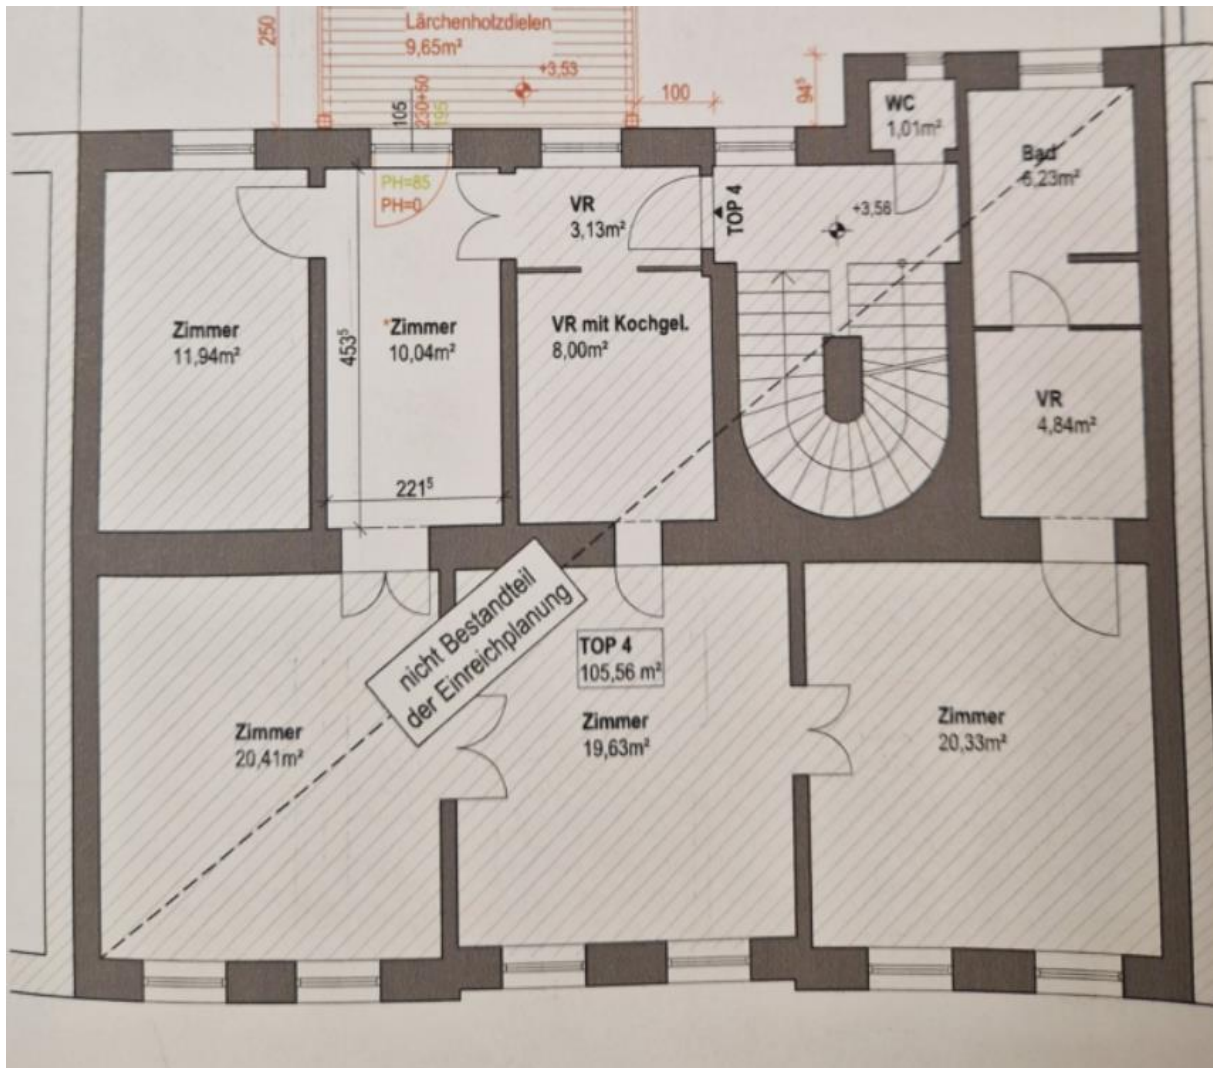 250
Lärchenholzdielen
9,65m²
+3,53
100
94⁵
105
230+60
195
PH=85
PH=0
WC
1,01m²
Bad
6,23m²
VR
3,13m²
TOP 4
+3,56
Zimmer
11,94m²
453⁵
*Zimmer
10,04m²
VR mit Kochgel.
8,00m²
VR
4,84m²
221⁵
nicht Bestandteil
der Einreichplanung
TOP 4
105,56 m²
Zimmer
20,41m²
Zimmer
19,63m²
Zimmer
20,33m²